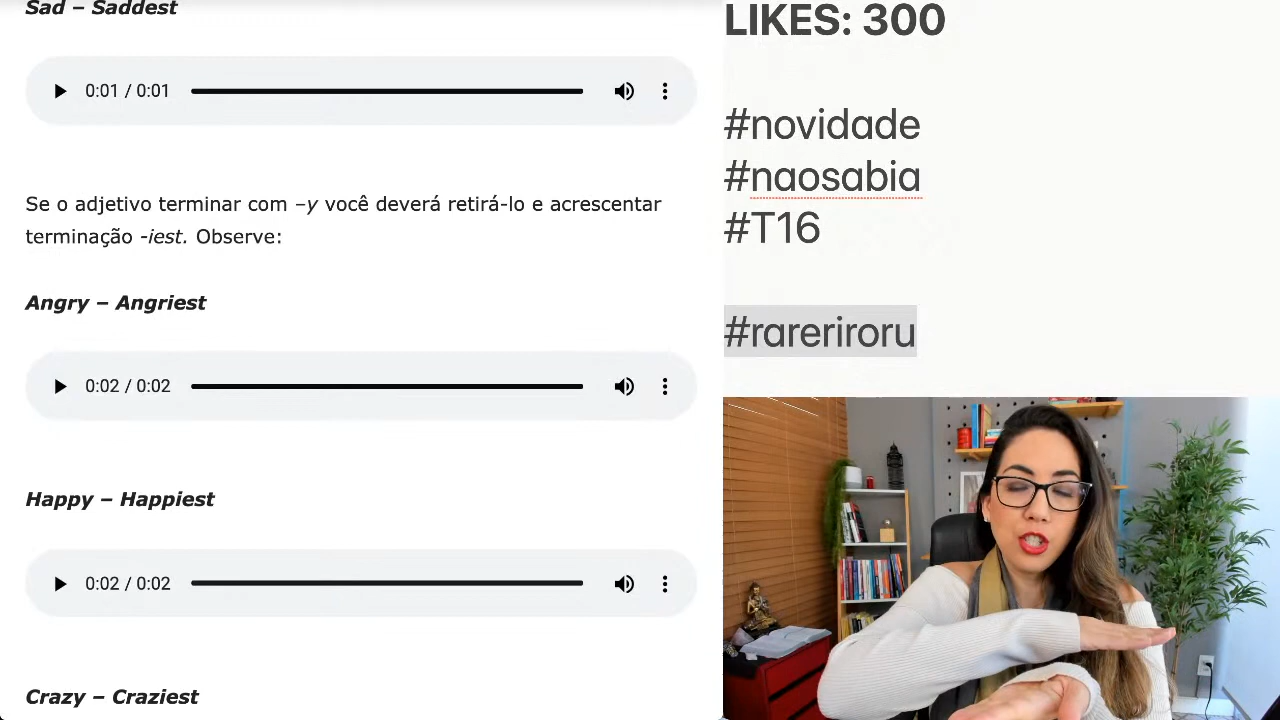 Sad – Saddest
0:01 / 0:01
Se o adjetivo terminar com –y você deverá retirá-lo e acrescentar
terminação -iest. Observe:
Angry – Angriest
0:02 / 0:02
Happy – Happiest
0:02 / 0:02
Crazy – Craziest
LIKES: 300
#novidade
#naosabia
#T16
#rareriroru